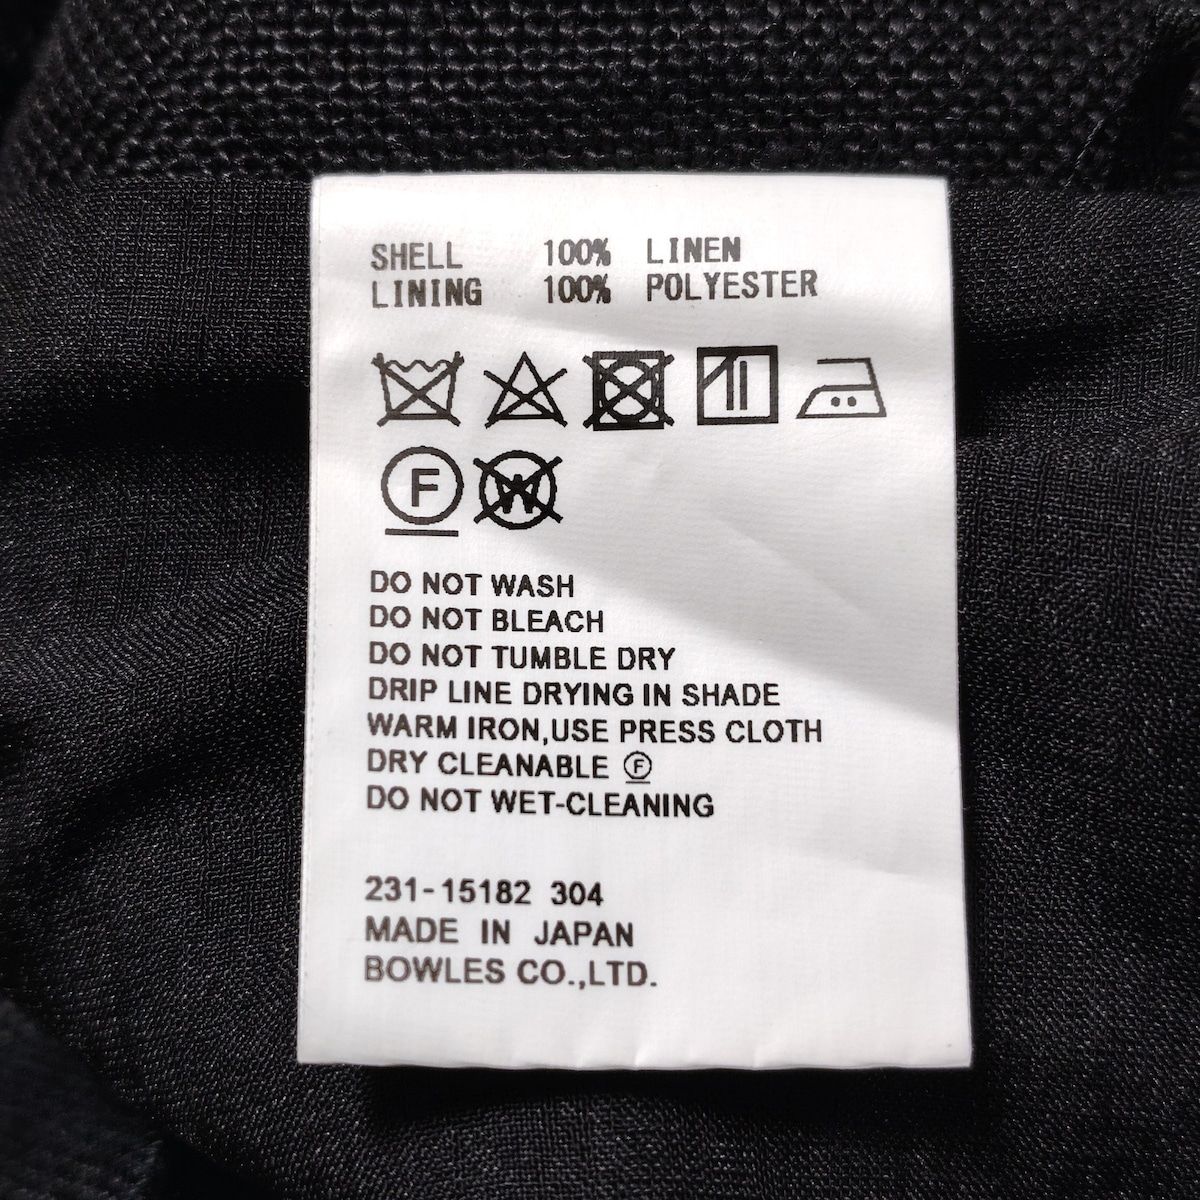 SHELL 100% LINEN
LINING 100% POLYESTER
F W
DO NOT WASH
DO NOT BLEACH
DO NOT TUMBLE DRY
DRIP LINE DRYING IN SHADE
WARM IRON,USE PRESS CLOTH
DRY CLEANABLE Ⓕ
DO NOT WET-CLEANING
231-15182 304
MADE IN JAPAN
BOWLES CO.,LTD.